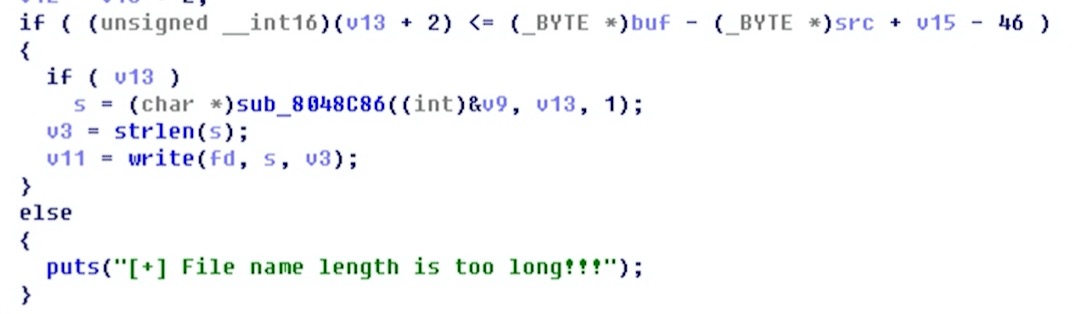 if ( (unsigned __int16)(v13 + 2) <= (_BYTE *)buf - (_BYTE *)src + v15 - 46 )
{
if ( v13 )
s = (char *)sub_8048C86((int)&v9, v13, 1);
v3 = strlen(s);
v11 = write(fd, s, v3);
}
else
{
puts("[+] File name length is too long!!!");
}